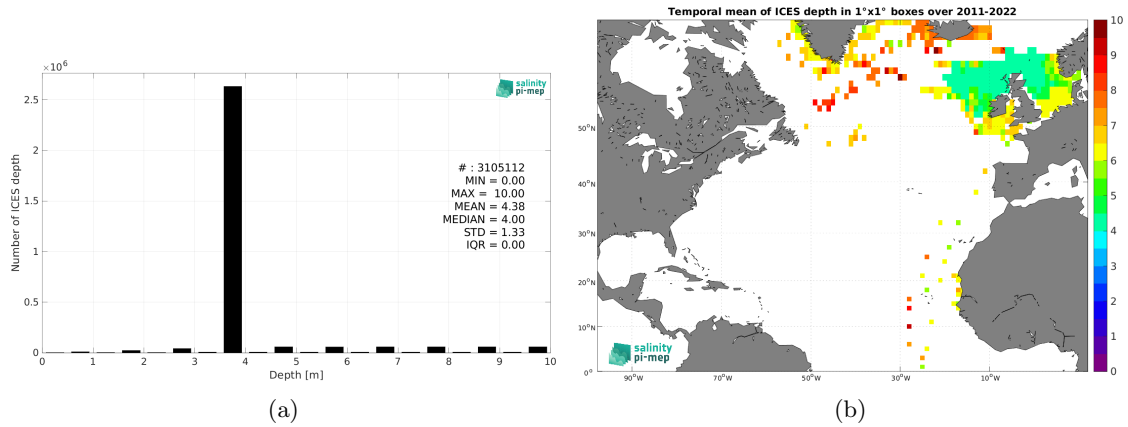 ×10⁶
2.5
2
1.5
1
0.5
0
Number of ICES depth
salinity
pi-mep
# : 3105112
MIN = 0.00
MAX = 10.00
MEAN = 4.38
MEDIAN = 4.00
STD = 1.33
IQR = 0.00
0 1 2 3 4 5 6 7 8 9 10
Depth [m]
(a)
Temporal mean of ICES depth in 1°x1° boxes over 2011-2022
50°N
40°N
30°N
20°N
10°N
0°
90°W 70°W 50°W 30°W 10°W
salinity
pi-mep
10
9
8
7
6
5
4
3
2
1
0
(b)